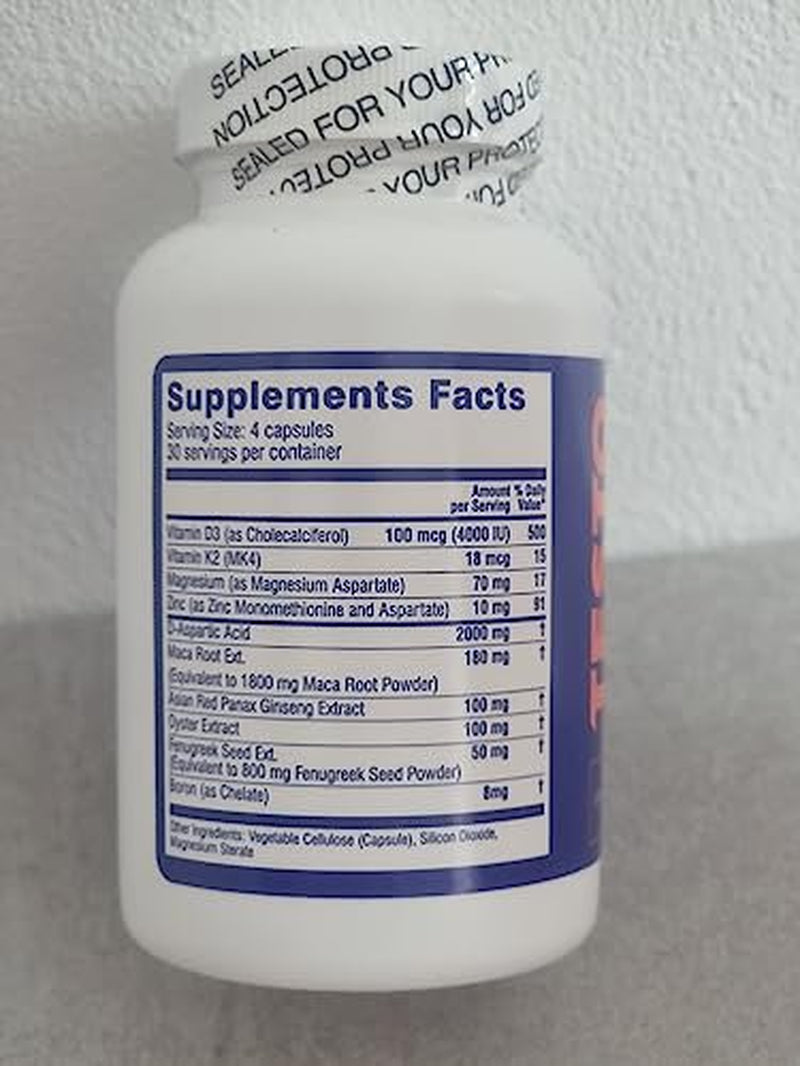 SEALED
PROTECTION
SEALED FOR YOUR PR
SEALED FOR YOUR PROTECT
YOUR PROTEC
Supplements Facts
Serving Size: 4 capsules
30 servings per container
Amount per Serving % Daily Value*
Vitamin D3 (as Cholecalciferol) 100 mcg (4000 IU) 500
Vitamin K2 (MK4) 18 mcg 15
Magnesium (as Magnesium Aspartate) 70 mg 17
Zinc (as Zinc Monomethionine and Aspartate) 10 mg 91
D-Aspartic Acid 2000 mg †
Maca Root Ext. 180 mg †
(Equivalent to 1800 mg Maca Root Powder)
Asian Red Panax Ginseng Extract 100 mg †
Oyster Extract 100 mg †
Fenugreek Seed Ext. 50 mg †
(Equivalent to 800 mg Fenugreek Seed Powder)
Boron (as Chelate) 8mg †
Other Ingredients: Vegetable Cellulose (Capsule), Silicon Dioxide,
Magnesium Sterate
TESTO